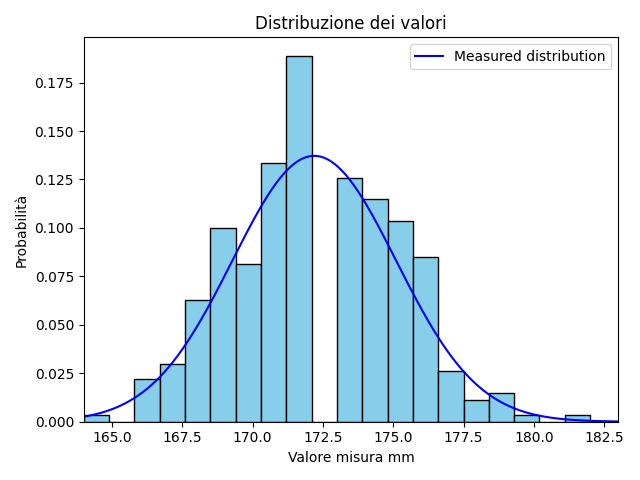 Distribuzione dei valori
Measured distribution
Probabilità
0.175
0.150
0.125
0.100
0.075
0.050
0.025
0.000
165.0 167.5 170.0 172.5 175.0 177.5 180.0 182.5
Valore misura mm